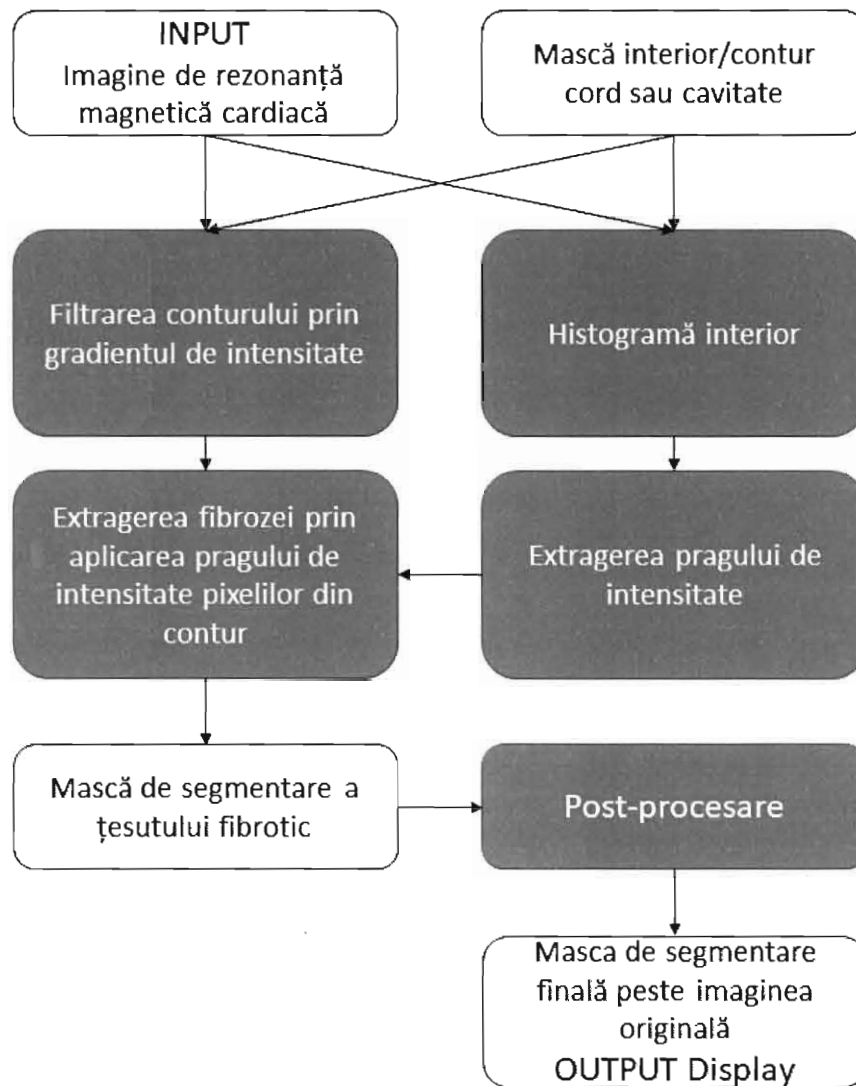 INPUT
Imagine de rezonanță
magnetică cardiacă
Mască interior/contur
cord sau cavitate
Filtrarea conturului prin
gradientul de intensitate
Histogramă interior
Extragerea fibrozei prin
aplicarea pragului de
intensitate pixelilor din
contur
Extragerea pragului de
intensitate
Mască de segmentare a
țesutului fibrotic
Post-procesare
Masca de segmentare
finală peste imaginea
originală
OUTPUT Display